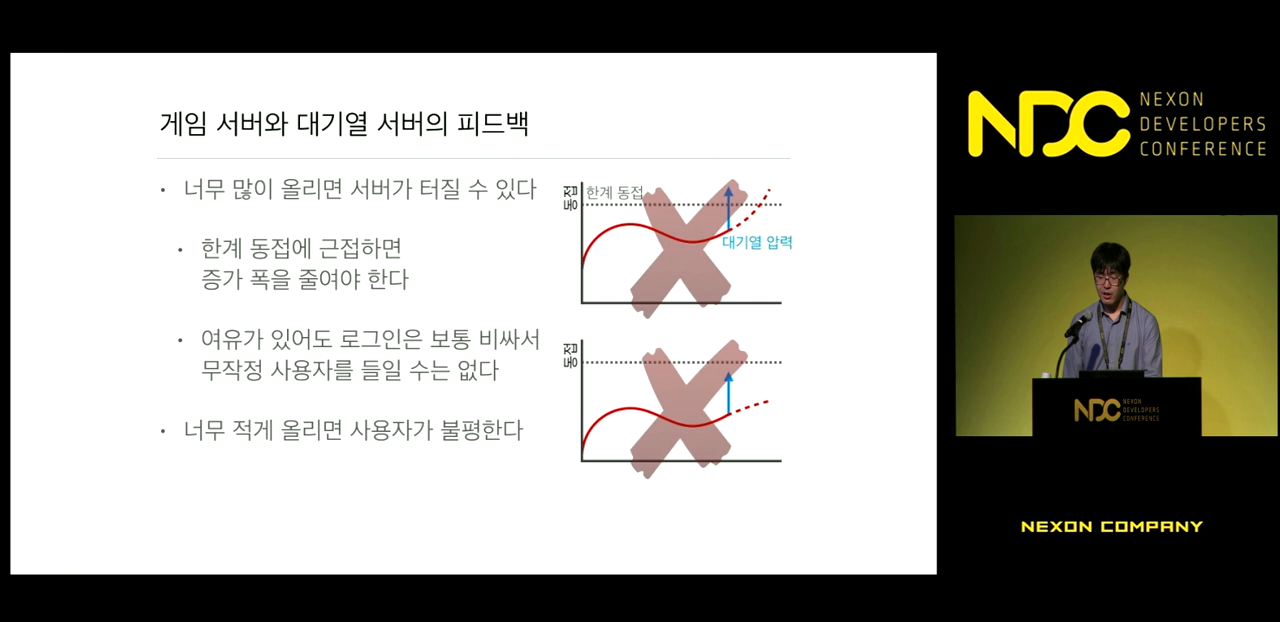 게임 서버와 대기열 서버의 피드백
• 너무 많이 올리면 서버가 터질 수 있다
• 한계 동접에 근접하면
증가 폭을 줄여야 한다
• 여유가 있어도 로그인은 보통 비싸서
무작정 사용자를 들일 수는 없다
• 너무 적게 올리면 사용자가 불평한다
동접
한계 동접
대기열 압력
동접
NDC
NEXON
DEVELOPERS
CONFERENCE
NDC
NEXON
DEVELOPERS
CONFERENCE
NEXON COMPANY